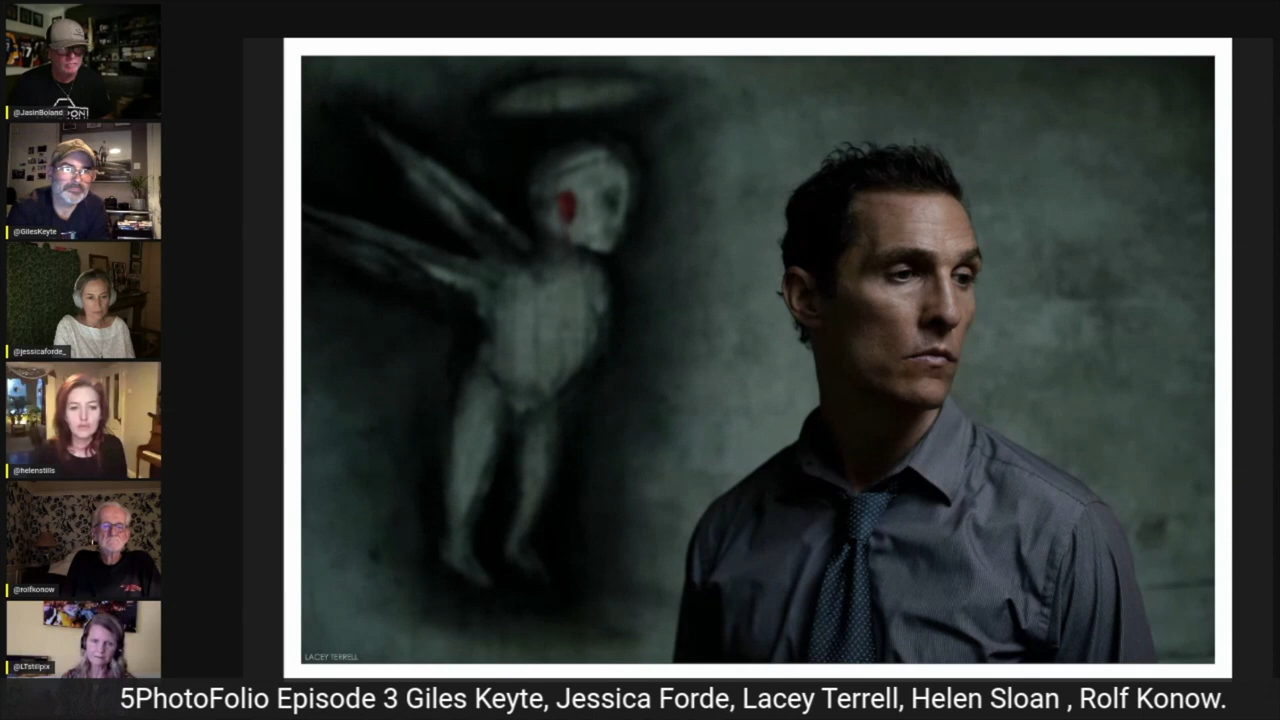 @JasinBoland
@GilesKeyte
@jessicaforde_
@helenstills
@rolfkonow
@LTstillpix
LACEY TERRELL
5PhotoFolio Episode 3 Giles Keyte, Jessica Forde, Lacey Terrell, Helen Sloan , Rolf Konow.